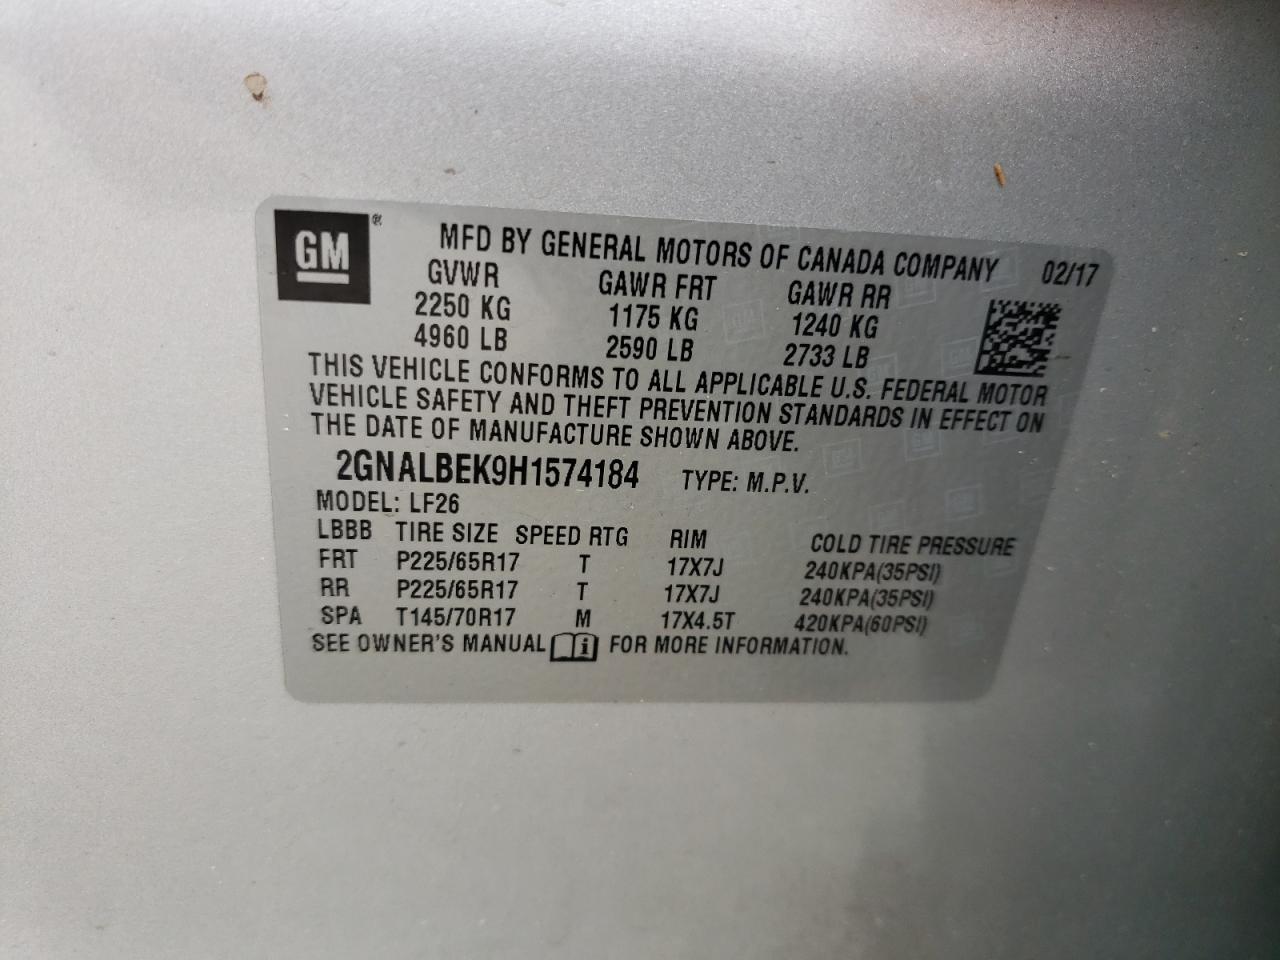 GM®
MFD BY GENERAL MOTORS OF CANADA COMPANY 02/17
GVWR GAWR FRT GAWR RR
2250 KG 1175 KG 1240 KG
4960 LB 2590 LB 2733 LB
THIS VEHICLE CONFORMS TO ALL APPLICABLE U.S. FEDERAL MOTOR
VEHICLE SAFETY AND THEFT PREVENTION STANDARDS IN EFFECT ON
THE DATE OF MANUFACTURE SHOWN ABOVE.
2GNALBEK9H1574184 TYPE: M.P.V.
MODEL: LF26
LBBB TIRE SIZE SPEED RTG RIM COLD TIRE PRESSURE
FRT P225/65R17 T 17X7J 240KPA(35PSI)
RR P225/65R17 T 17X7J 240KPA(35PSI)
SPA T145/70R17 M 17X4.5T 420KPA(60PSI)
SEE OWNER'S MANUAL i FOR MORE INFORMATION.